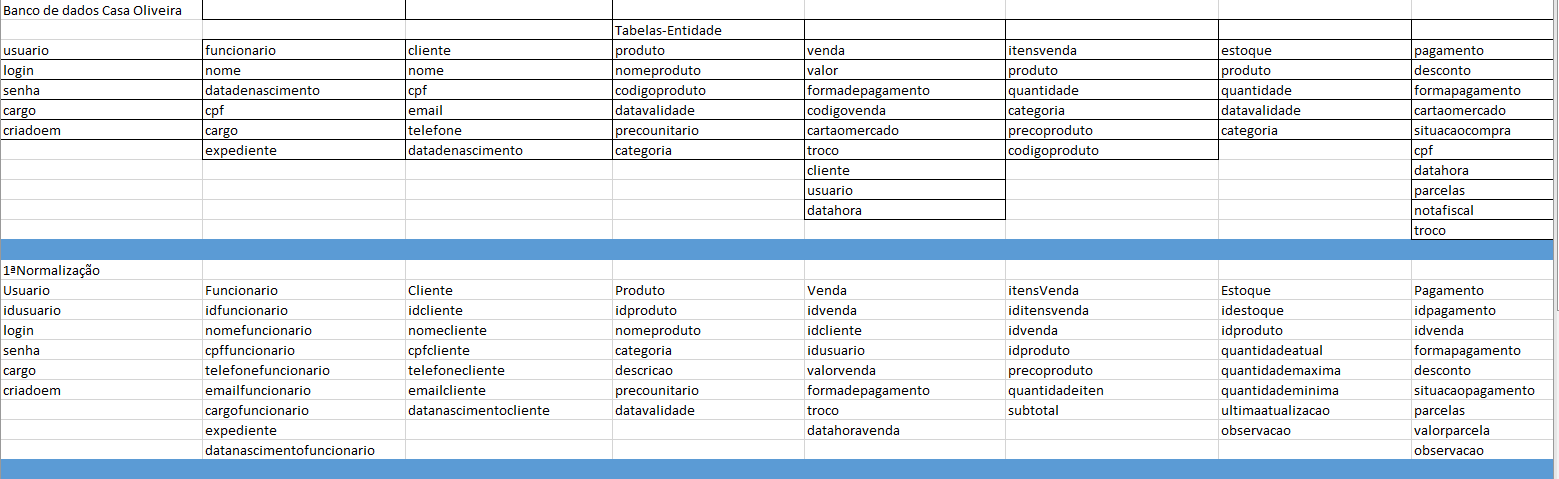 Banco de dados Casa Oliveira
Tabelas-Entidade
usuario funcionario cliente produto venda itensvenda estoque pagamento
login nome nome nomeproduto valor produto produto desconto
senha datadenascimento cpf codigoproduto formadepagamento quantidade quantidade formapagamento
cargo cpf email datavalidade codigovenda categoria datavalidade cartaomercado
criadoem cargo telefone precounitario cartaomercado precoproduto categoria situacaocompra
expediente datadenascimento categoria troco codigoproduto cpf
cliente datahora
usuario parcelas
datahora notafiscal
troco
1ªNormalização
Usuario Funcionario Cliente Produto Venda itensVenda Estoque Pagamento
idusuario idfuncionario idcliente idproduto idvenda iditensvenda idestoque idpagamento
login nomefuncionario nomecliente nomeproduto idcliente idvenda idproduto idvenda
senha cpffuncionario cpfcliente categoria idusuario idproduto quantidadeatual formapagamento
cargo telefonefuncionario telefonecliente descricao valorvenda precoproduto quantidademaxima desconto
criadoem emailfuncionario emailcliente precounitario formadepagamento quantidadeiten quantidademinima situacaopagamento
cargofuncionario datanascimentocliente datavalidade troco subtotal ultimaatualizacao parcelas
expediente datahoravenda observacao valorparcela
datanascimentofuncionario observacao